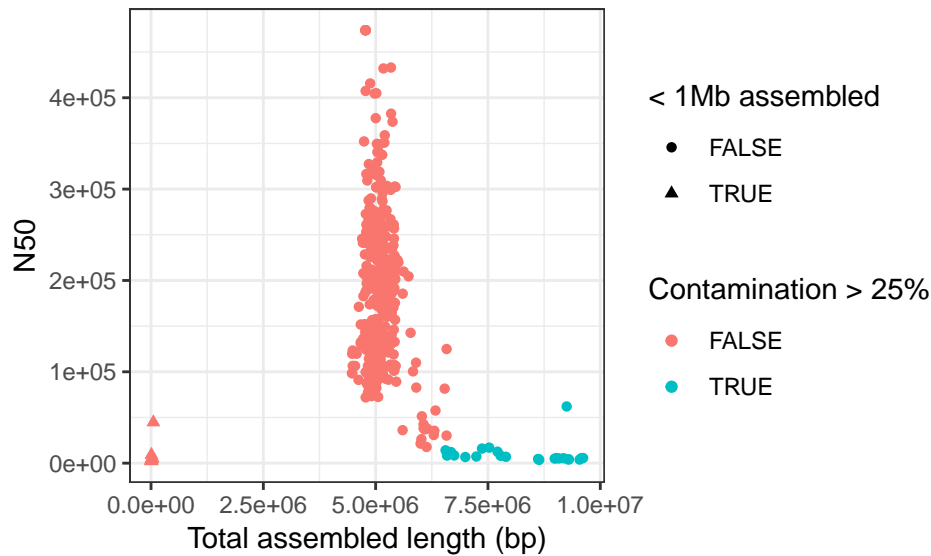 4e+05
3e+05
2e+05
1e+05
0e+00
N50
0.0e+00 2.5e+06 5.0e+06 7.5e+06 1.0e+07
Total assembled length (bp)
< 1Mb assembled
FALSE
TRUE
Contamination > 25%
FALSE
TRUE